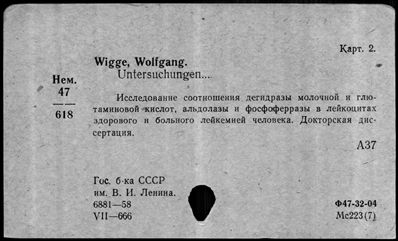 Карт. 2.
Wigge, Wolfgang.
Untersuchungen....
Нем.
47
618
Исследование соотношения дегидразы молочной и глю-
таминовой кислот, альдолазы и фосфоферразы в лейкоцитах
здорового и больного лейкемией человека. Докторская дис-
сертация.
А37
Гос. б-ка СССР
им. В. И. Ленина.
6881—58
VII—666
Ф47-32-04
Мс223(7)